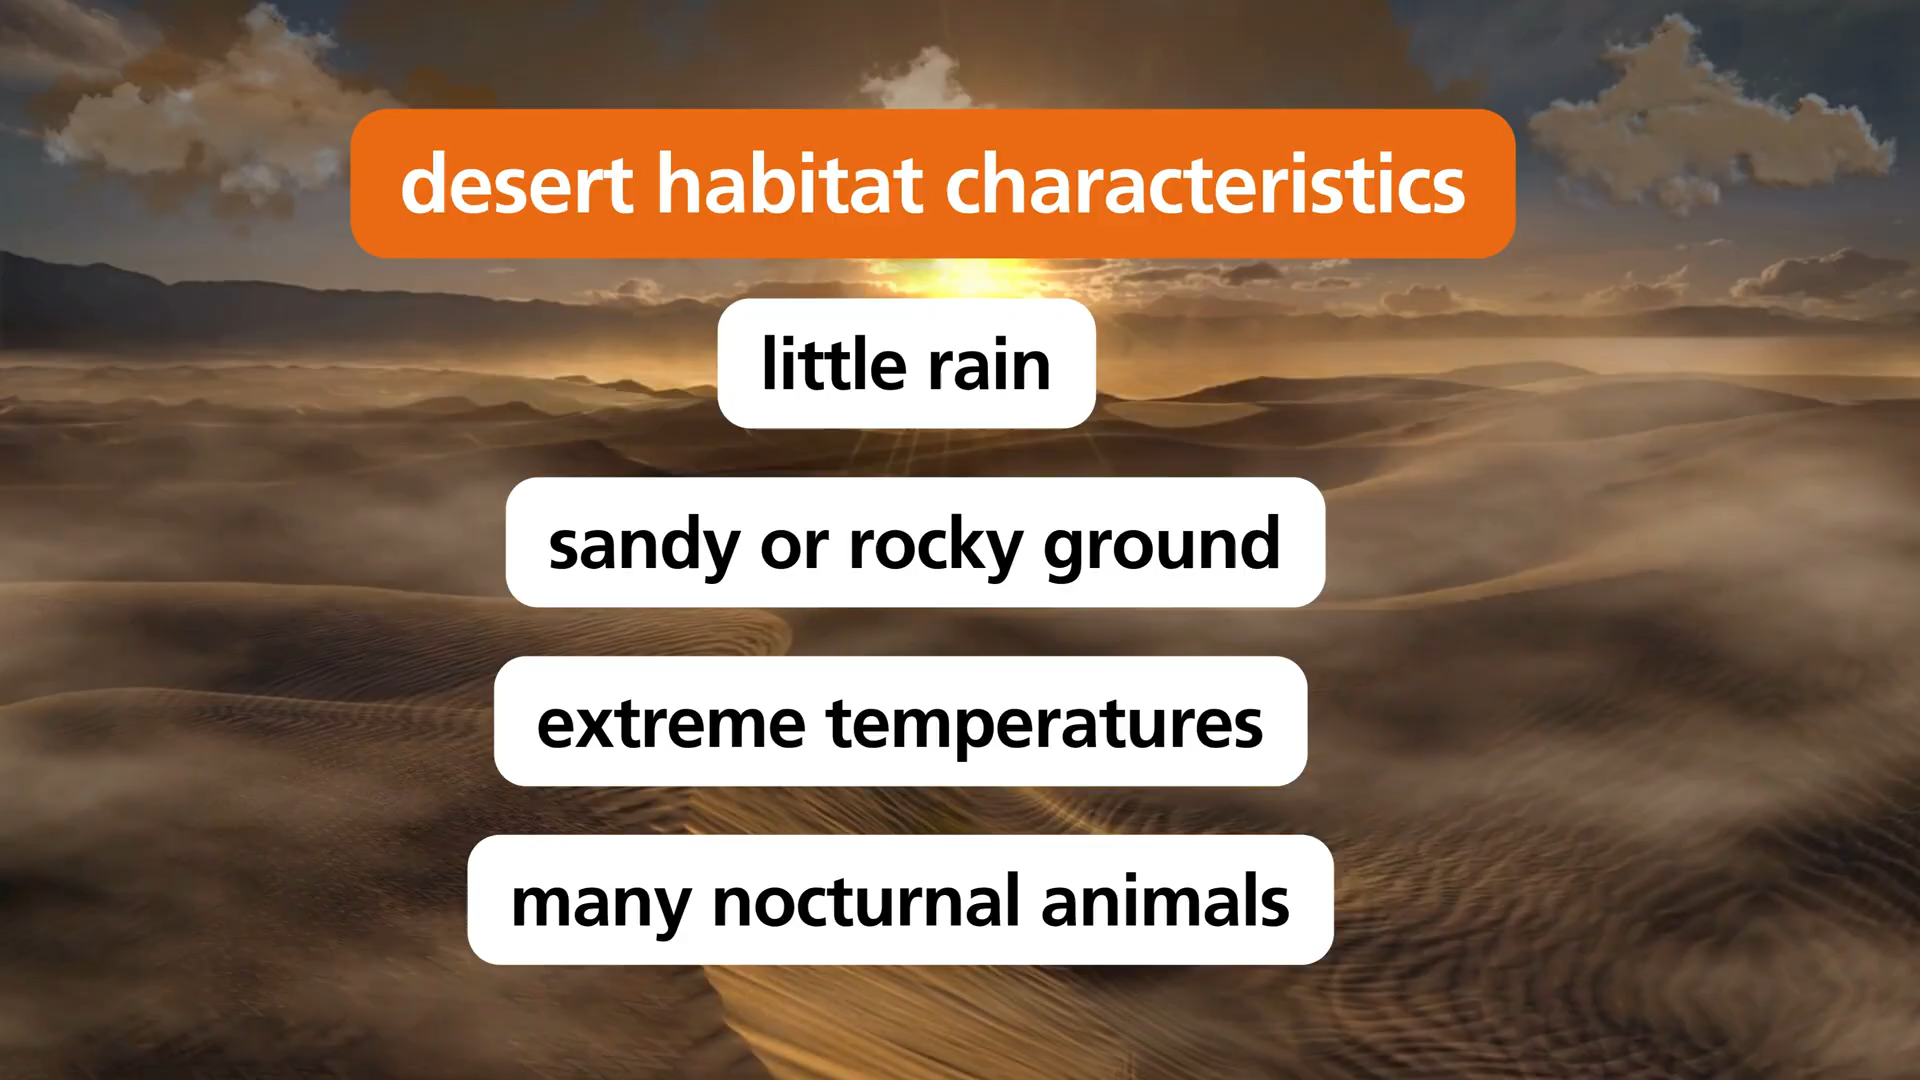 desert habitat characteristics
little rain
sandy or rocky ground
extreme temperatures
many nocturnal animals